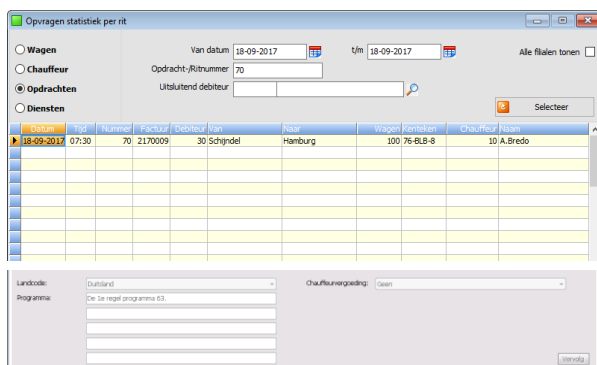 Opvragen statistiek per rit
Wagen
Van datum 18-09-2017 t/m 18-09-2017 Alle filialen tonen
Chauffeur
Opdracht-/Ritnummer 70
Opdrachten
Uitsluitend debiteur
Diensten
Selecteer
Datum Tijd Nummer Factuur Debiteur Van Naar Wagen Kenteken Chauffeur Naam
18-09-2017 07:30 70 2170009 30 Schijndel Hamburg 100 76-BLB-8 10 A.Bredo
Landcode: Duitsland Chauffeurvergoeding: Geen
Programma: De 1e regel programma 63.
Vervolg